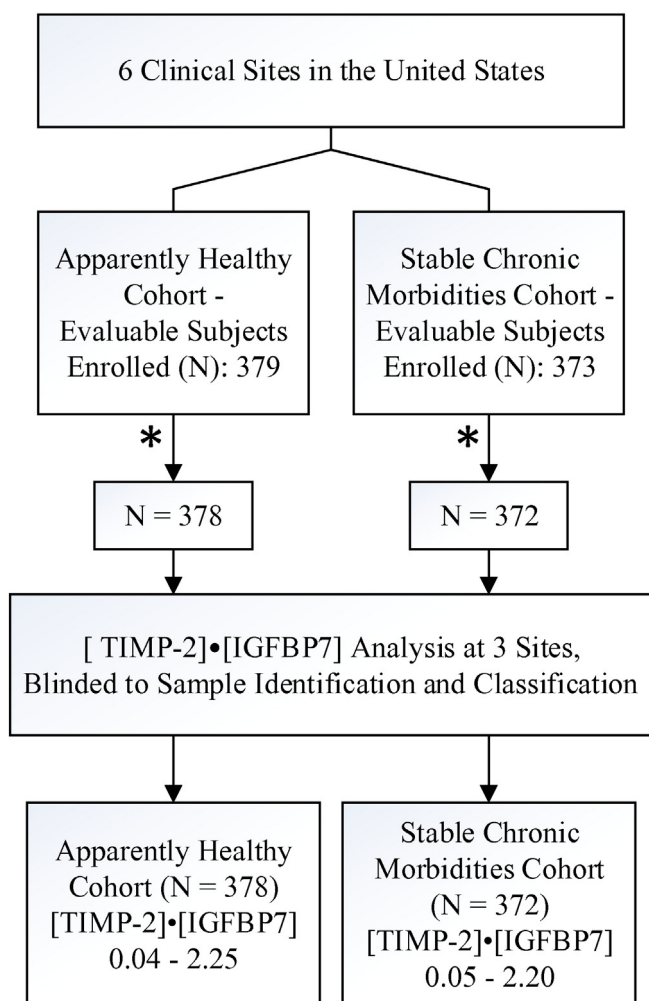 6 Clinical Sites in the United States
Apparently Healthy
Cohort -
Evaluable Subjects
Enrolled (N): 379
Stable Chronic
Morbidities Cohort -
Evaluable Subjects
Enrolled (N): 373
*
*
N = 378
N = 372
[ TIMP-2]•[IGFBP7] Analysis at 3 Sites,
Blinded to Sample Identification and Classification
Apparently Healthy
Cohort (N = 378)
[TIMP-2]•[IGFBP7]
0.04 - 2.25
Stable Chronic
Morbidities Cohort
(N = 372)
[TIMP-2]•[IGFBP7]
0.05 - 2.20